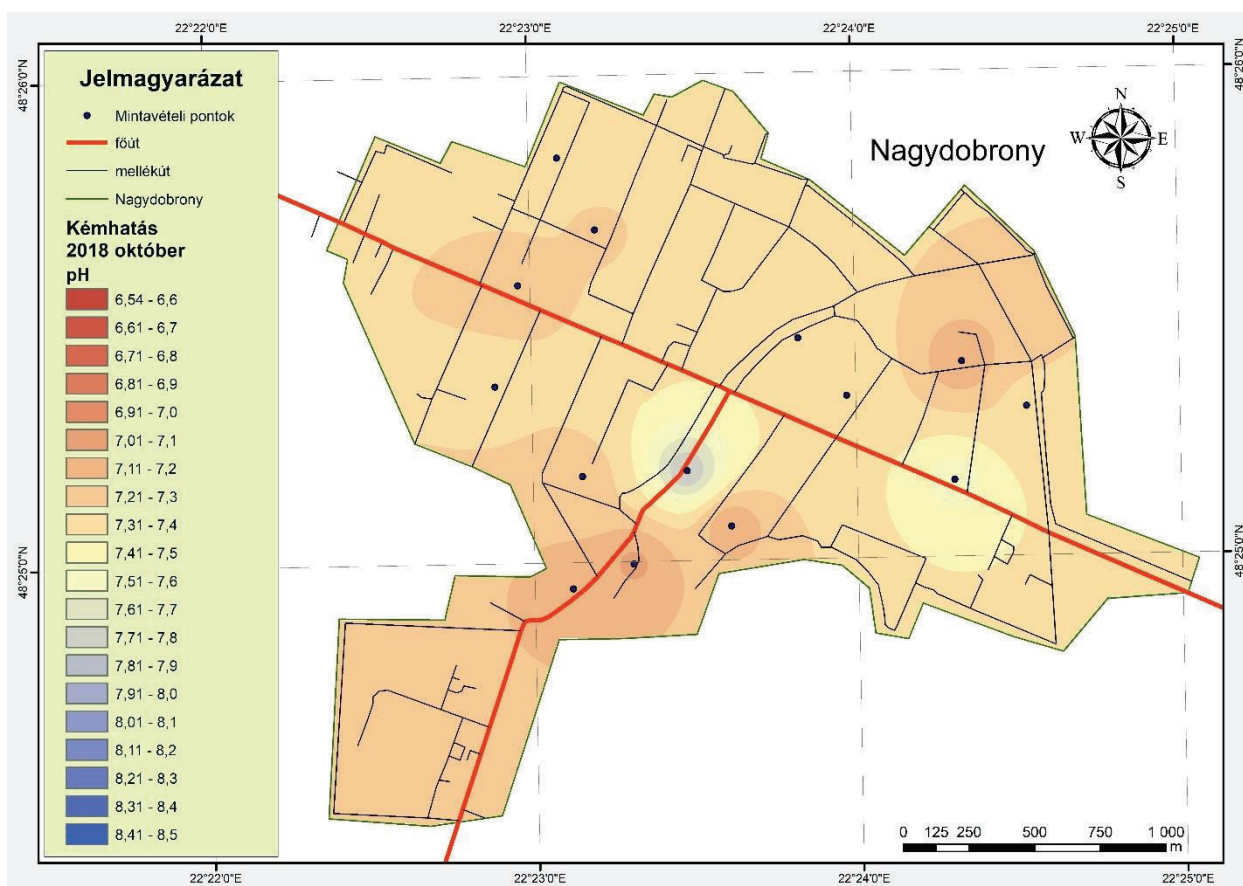 22°22'0"E 22°23'0"E 22°24'0"E 22°25'0"E
48°26'0"N
48°26'0"N
Jelmagyarázat
Mintavételi pontok
főút
mellékút
Nagydobrony
Kémhatás
2018 október
pH
6,54 - 6,6
6,61 - 6,7
6,71 - 6,8
6,81 - 6,9
6,91 - 7,0
7,01 - 7,1
7,11 - 7,2
7,21 - 7,3
7,31 - 7,4
7,41 - 7,5
7,51 - 7,6
7,61 - 7,7
7,71 - 7,8
7,81 - 7,9
7,91 - 8,0
8,01 - 8,1
8,11 - 8,2
8,21 - 8,3
8,31 - 8,4
8,41 - 8,5
Nagydobrony
N
W E
S
48°25'0"N
48°25'0"N
0 125 250 500 750 1 000
m
22°22'0"E 22°23'0"E 22°24'0"E 22°25'0"E